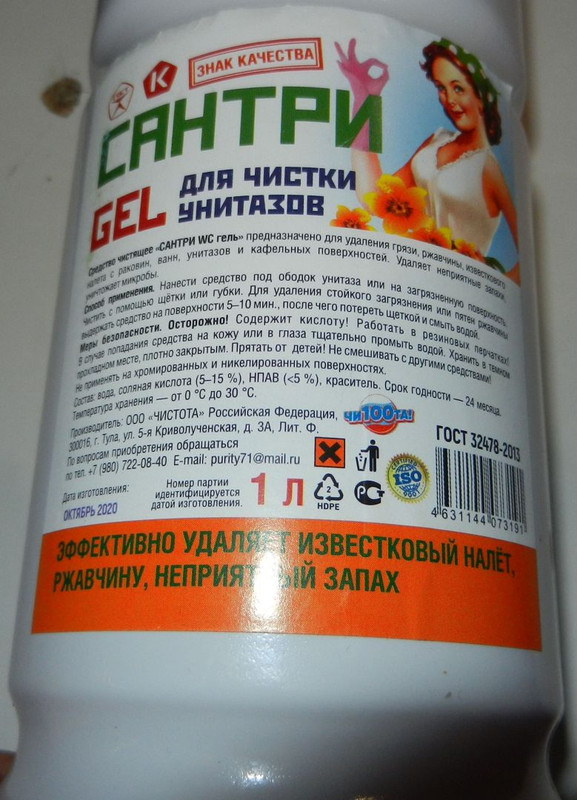 К
ЗНАК КАЧЕСТВА
САНТРИ
GEL ДЛЯ ЧИСТКИ
УНИТАЗОВ
Средство чистящее «САНТРИ WC гель» предназначено для удаления грязи, ржавчины, известкового
налета с раковин, ванн, унитазов и кафельных поверхностей. Удаляет неприятные запахи,
уничтожает микробы.
Способ применения. Нанести средство под ободок унитаза или на загрязненную поверхность.
Чистить с помощью щётки или губки. Для удаления стойкого загрязнения или пятен ржавчины
выдержать средство на поверхности 5–10 мин., после чего потереть щеткой и смыть водой.
Меры безопасности. Осторожно! Содержит кислоту! Работать в резиновых перчатках!
В случае попадания средства на кожу или в глаза тщательно промыть водой. Хранить в темном
прохладном месте, плотно закрытым. Прятать от детей! Не смешивать с другими средствами!
Не применять на хромированных и никелированных поверхностях.
Состав: вода, соляная кислота (5–15 %), НПАВ (<5 %), краситель. Срок годности — 24 месяца.
Температура хранения — от 0 °С до 30 °С.
Производитель: ООО «ЧИСТОТА» Российская Федерация,
300016, г. Тула, ул. 5-я Криволученская, д. 3А, Лит. Ф.
По вопросам приобретения обращаться
по тел. +7 (980) 722-08-40 E-mail: purity71@mail.ru
ЧИ100ТА!
ГОСТ 32478-2013
Дата изготовления:
ОКТЯБРЬ 2020
Номер партии
идентифицируется
датой изготовления.
1 л
2
HDPE
ISO
4 631144 073191
ЭФФЕКТИВНО УДАЛЯЕТ ИЗВЕСТКОВЫЙ НАЛЁТ,
РЖАВЧИНУ, НЕПРИЯТНЫЙ ЗАПАХ